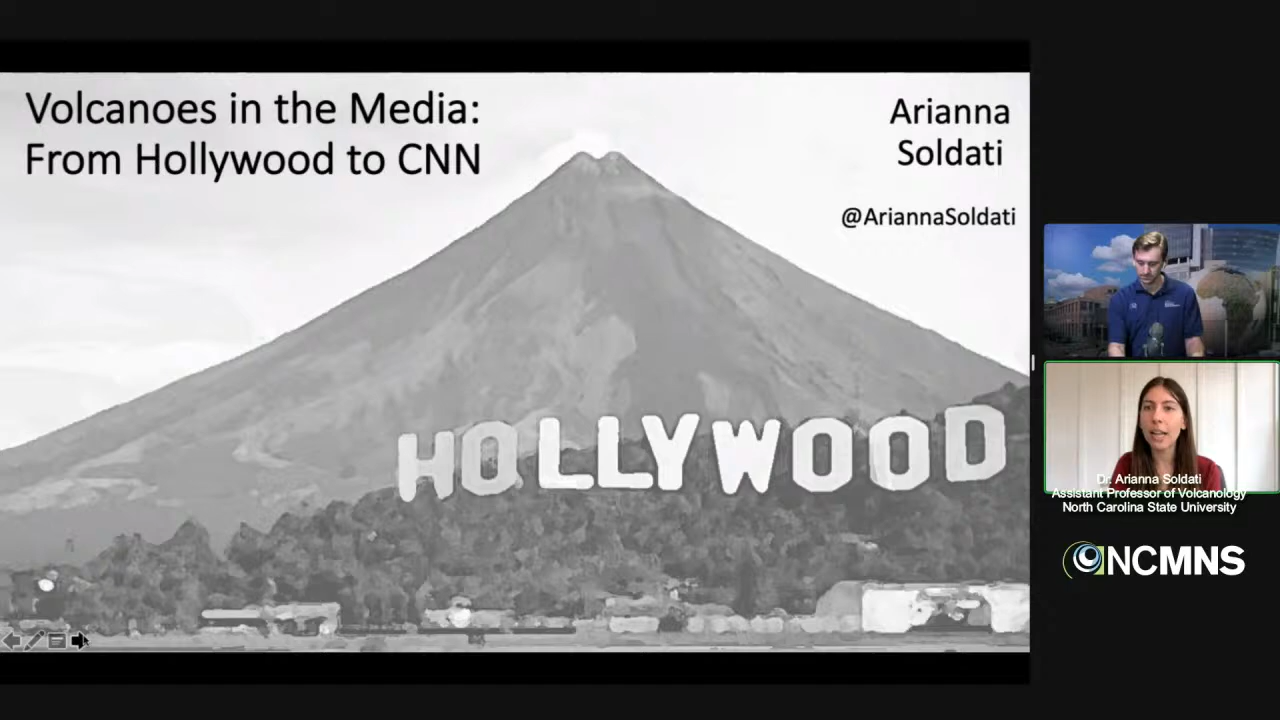 Volcanoes in the Media:
From Hollywood to CNN
Arianna
Soldati
@AriannaSoldati
HOLLYWOOD
Dr. Arianna Soldati
Assistant Professor of Volcanology
North Carolina State University
NCMNS